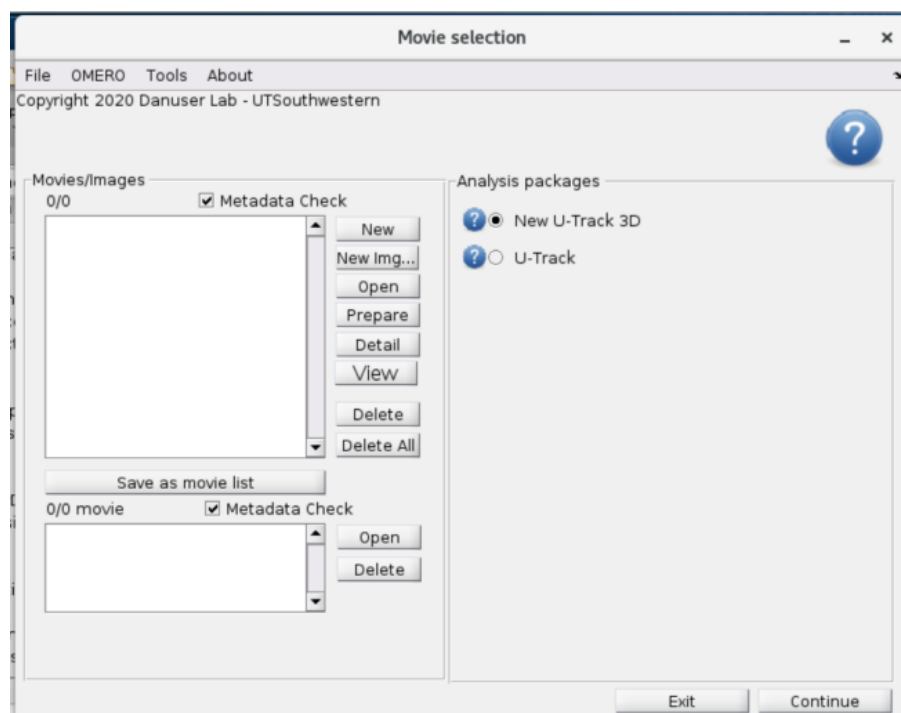 Movie selection
File OMERO Tools About
Copyright 2020 Danuser Lab - UTSouthwestern
Movies/Images
0/0 Metadata Check
New
New Img...
Open
Prepare
Detail
View
Delete
Delete All
Save as movie list
0/0 movie Metadata Check
Open
Delete
Analysis packages
New U-Track 3D
U-Track
Exit Continue